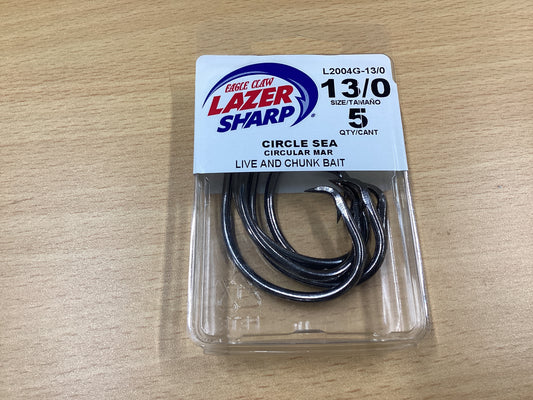 L2004G-13/0
EAGLE CLAW
LAZER
SHARP®
13/0
SIZE/TAMAÑO
5
QTY/CANT
CIRCLE SEA
CIRCULAR MAR
LIVE AND CHUNK BAIT